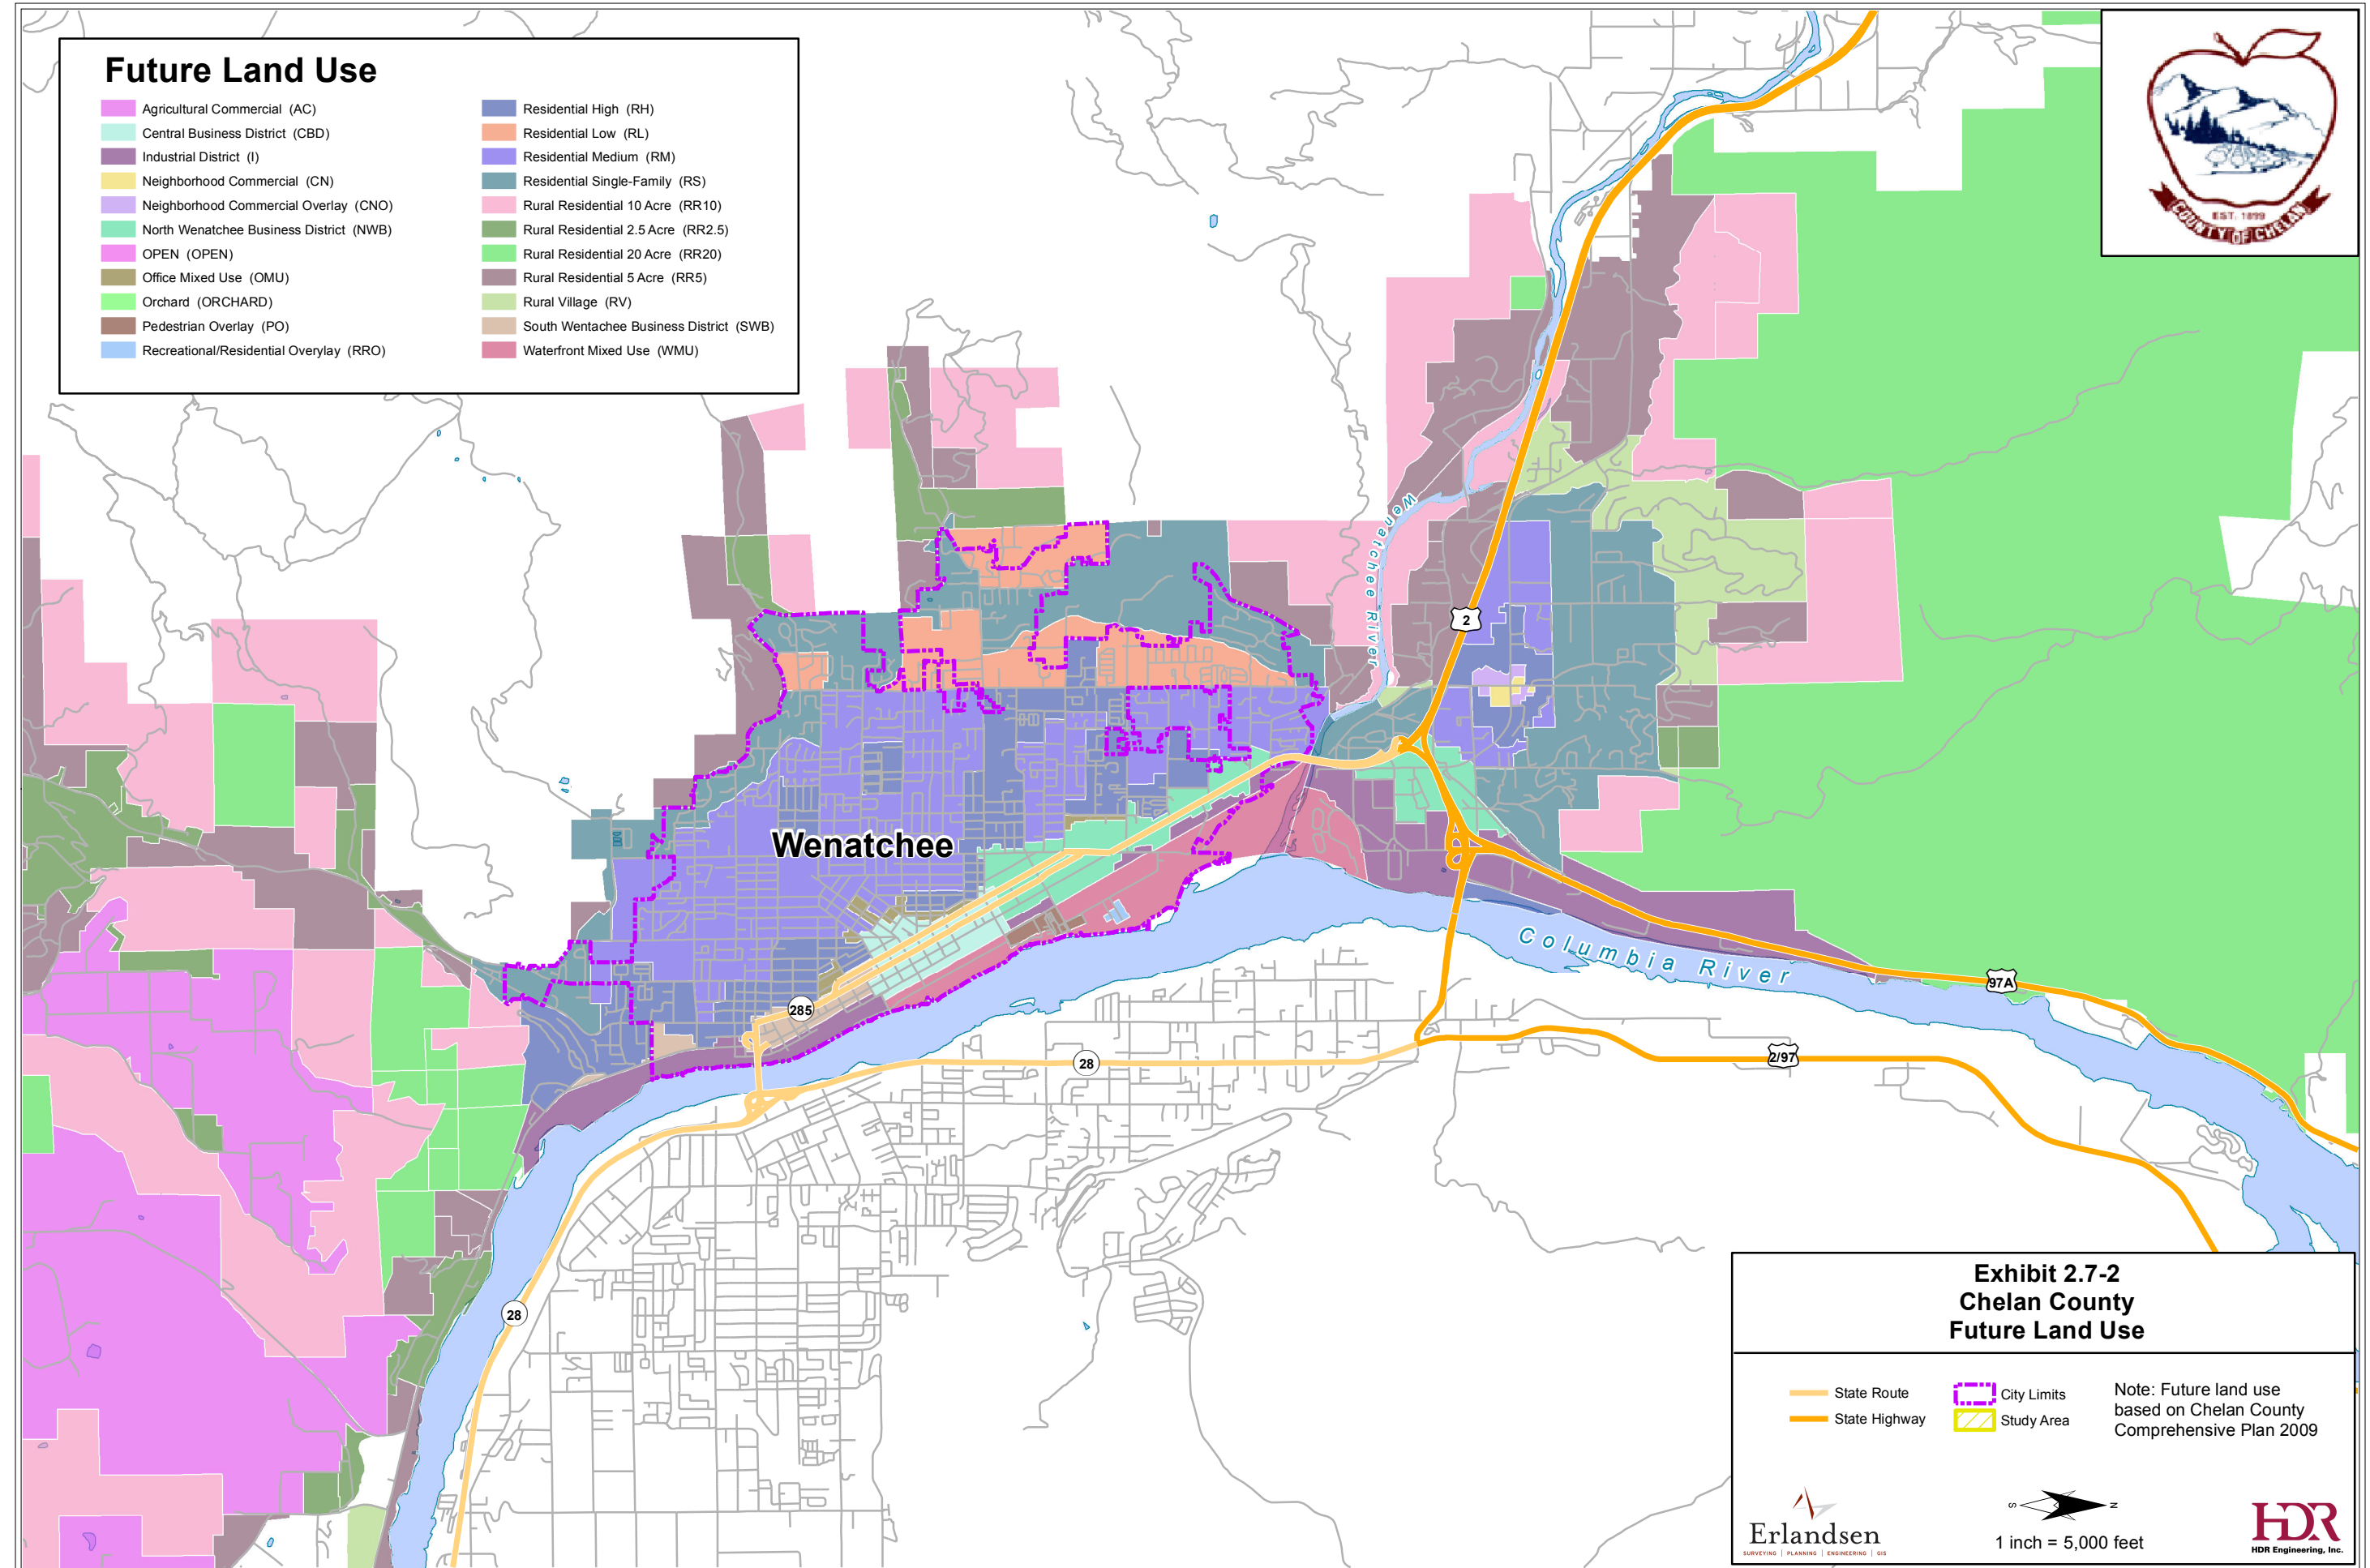 Future Land Use
Agricultural Commercial (AC)
Central Business District (CBD)
Industrial District (I)
Neighborhood Commercial (CN)
Neighborhood Commercial Overlay (CNO)
North Wenatchee Business District (NWB)
OPEN (OPEN)
Office Mixed Use (OMU)
Orchard (ORCHARD)
Pedestrian Overlay (PO)
Recreational/Residential Overylay (RRO)
Residential High (RH)
Residential Low (RL)
Residential Medium (RM)
Residential Single-Family (RS)
Rural Residential 10 Acre (RR10)
Rural Residential 2.5 Acre (RR2.5)
Rural Residential 20 Acre (RR20)
Rural Residential 5 Acre (RR5)
Rural Village (RV)
South Wentachee Business District (SWB)
Waterfront Mixed Use (WMU)
EST. 1899
COUNTY OF CHELAN
Wenatchee River
2
Wenatchee
Columbia River
97A
285
28
2/97
28
Exhibit 2.7-2
Chelan County
Future Land Use
State Route
State Highway
City Limits
Study Area
Note: Future land use
based on Chelan County
Comprehensive Plan 2009
Erlandsen
SURVEYING | PLANNING | ENGINEERING | GIS
S N
1 inch = 5,000 feet
HDR
HDR Engineering, Inc.